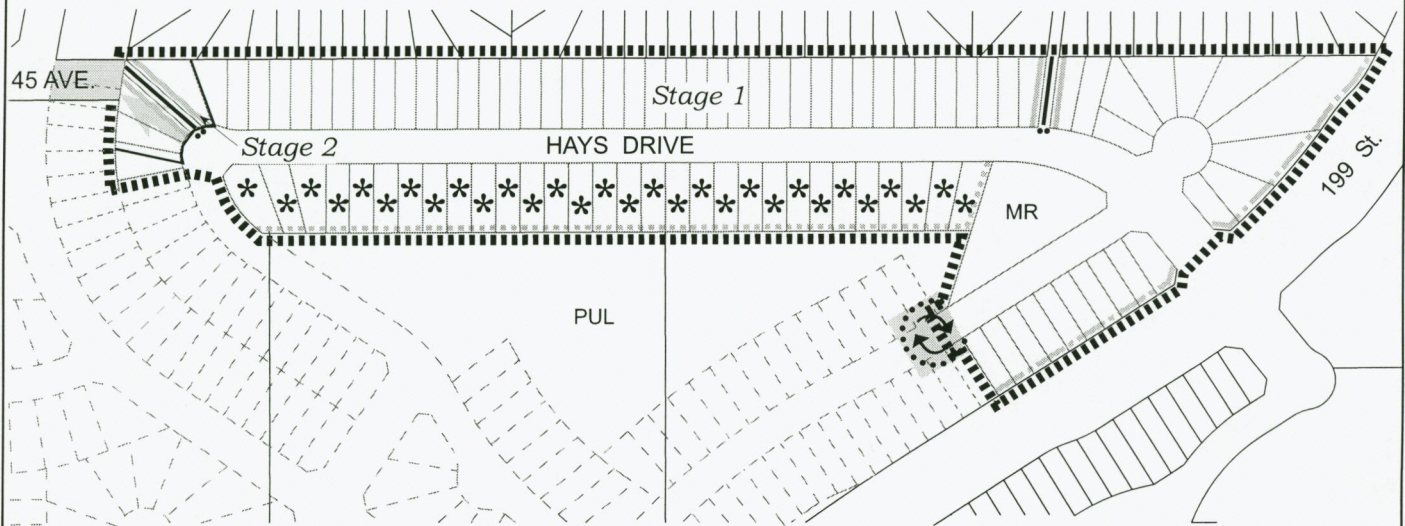 45 AVE.
Stage 1
Stage 2
HAYS DRIVE
199 St.
MR
PUL